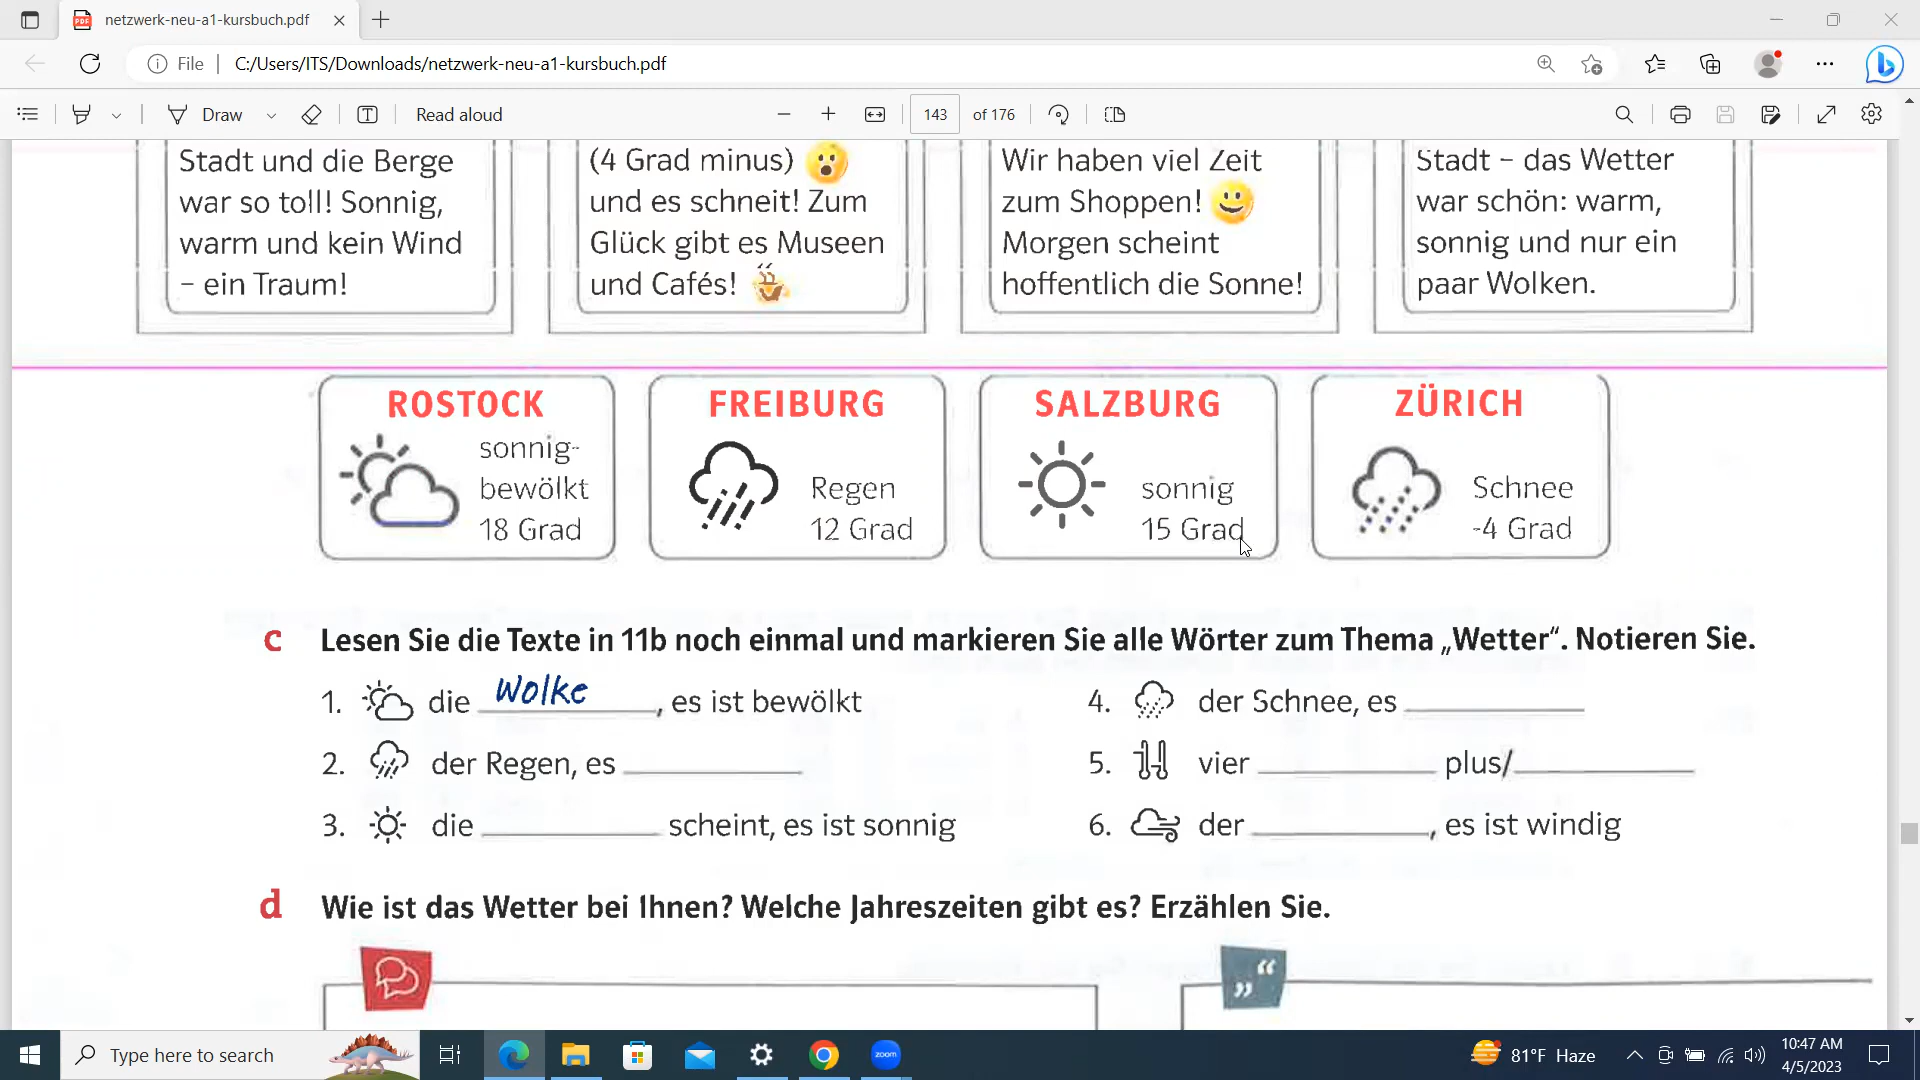 netzwerk-neu-a1-kursbuch.pdf
File
C:/Users/ITS/Downloads/netzwerk-neu-a1-kursbuch.pdf
Draw
Read aloud
143
of 176
Stadt und die Berge
war so toll! Sonnig,
warm und kein Wind
– ein Traum!
(4 Grad minus)
und es schneit! Zum
Glück gibt es Museen
und Cafés!
Wir haben viel Zeit
zum Shoppen!
Morgen scheint
hoffentlich die Sonne!
Stadt – das Wetter
war schön: warm,
sonnig und nur ein
paar Wolken.
ROSTOCK
sonnig-
bewölkt
18 Grad
FREIBURG
Regen
12 Grad
SALZBURG
sonnig
15 Grad
ZÜRICH
Schnee
-4 Grad
c Lesen Sie die Texte in 11b noch einmal und markieren Sie alle Wörter zum Thema „Wetter“. Notieren Sie.
1. die Wolke, es ist bewölkt
2. der Regen, es ____________
3. die ____________ scheint, es ist sonnig
4. der Schnee, es ____________
5. vier ____________ plus/____________
6. der ____________, es ist windig
d Wie ist das Wetter bei Ihnen? Welche Jahreszeiten gibt es? Erzählen Sie.
Type here to search
zoom
81°F Haze
10:47 AM
4/5/2023